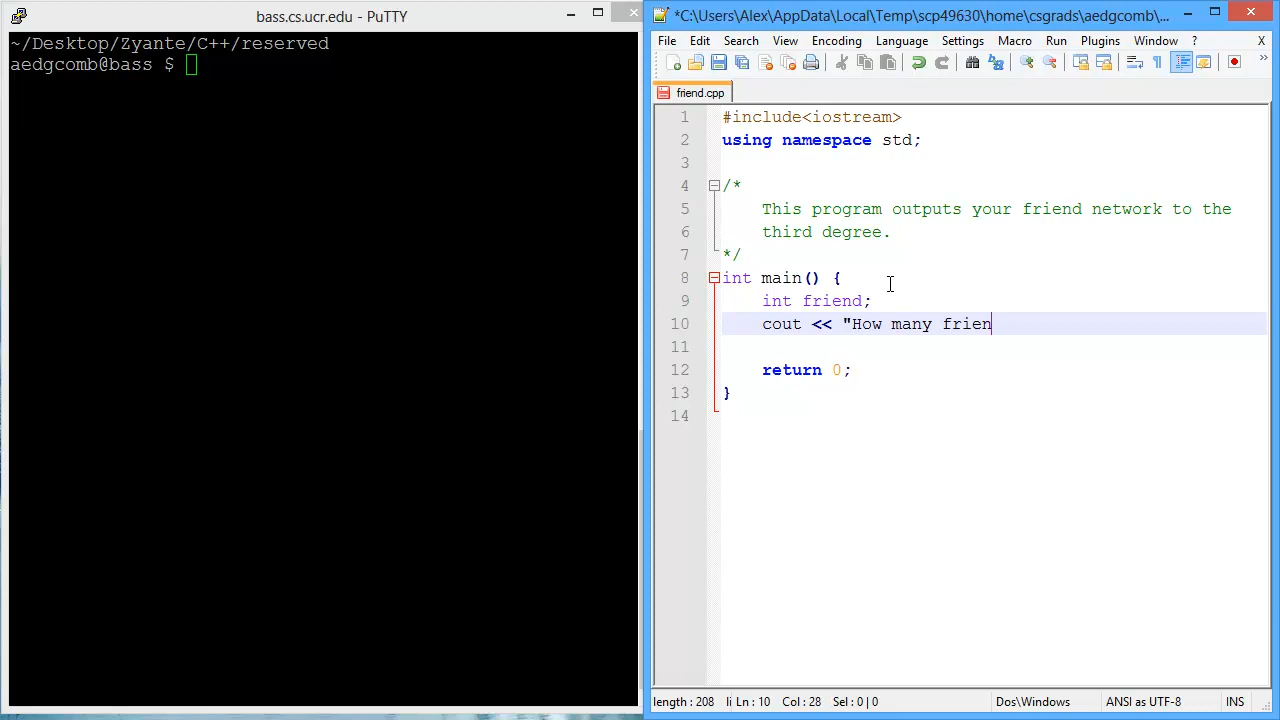 bass.cs.ucr.edu - PuTTY
~/Desktop/Zyante/C++/reserved
aedgcomb@bass $
*C:\Users\Alex\AppData\Local\Temp\scp49630\home\csgrads\aedgcomb\...
File Edit Search View Encoding Language Settings Macro Run Plugins Window ? X
friend.cpp
1 #include<iostream>
2 using namespace std;
3
4 /*
5 This program outputs your friend network to the
6 third degree.
7 */
8 int main() {
9 int friend;
10 cout << "How many frien
11
12 return 0;
13 }
14
length : 208 li Ln : 10 Col : 28 Sel : 0 | 0 Dos\Windows ANSI as UTF-8 INS